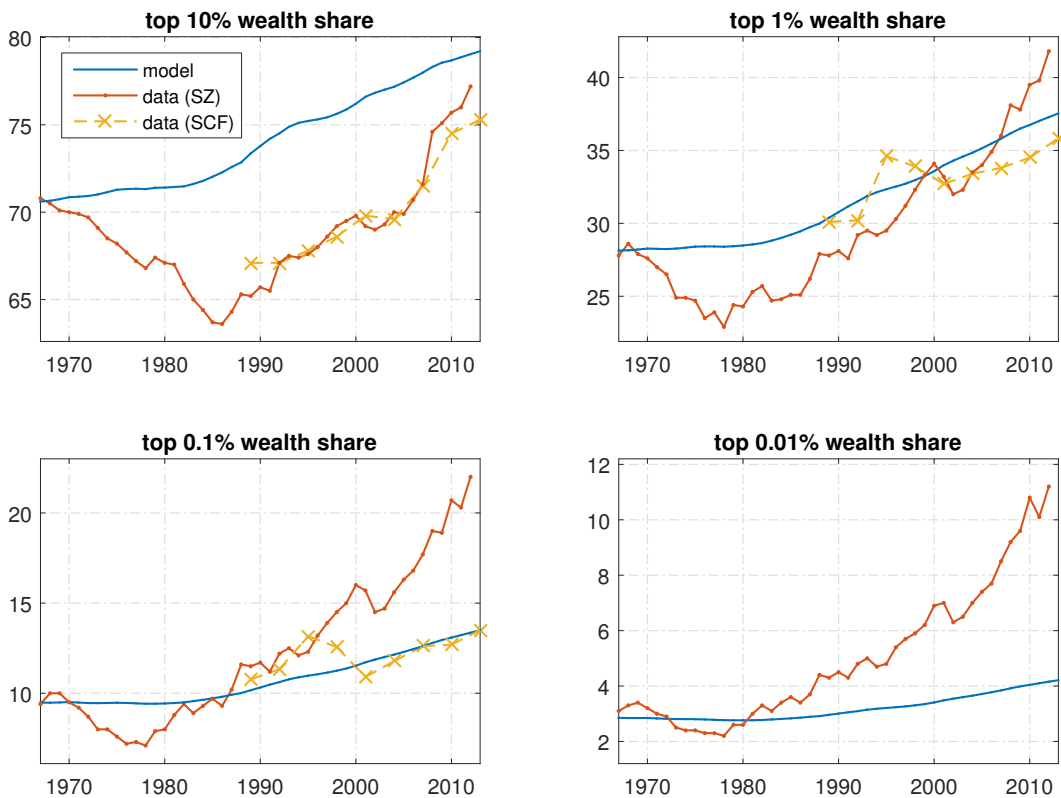 top 10% wealth share
80
75
70
65
1970 1980 1990 2000 2010
model
data (SZ)
data (SCF)
top 1% wealth share
40
35
30
25
1970 1980 1990 2000 2010
top 0.1% wealth share
20
15
10
1970 1980 1990 2000 2010
top 0.01% wealth share
12
10
8
6
4
2
1970 1980 1990 2000 2010